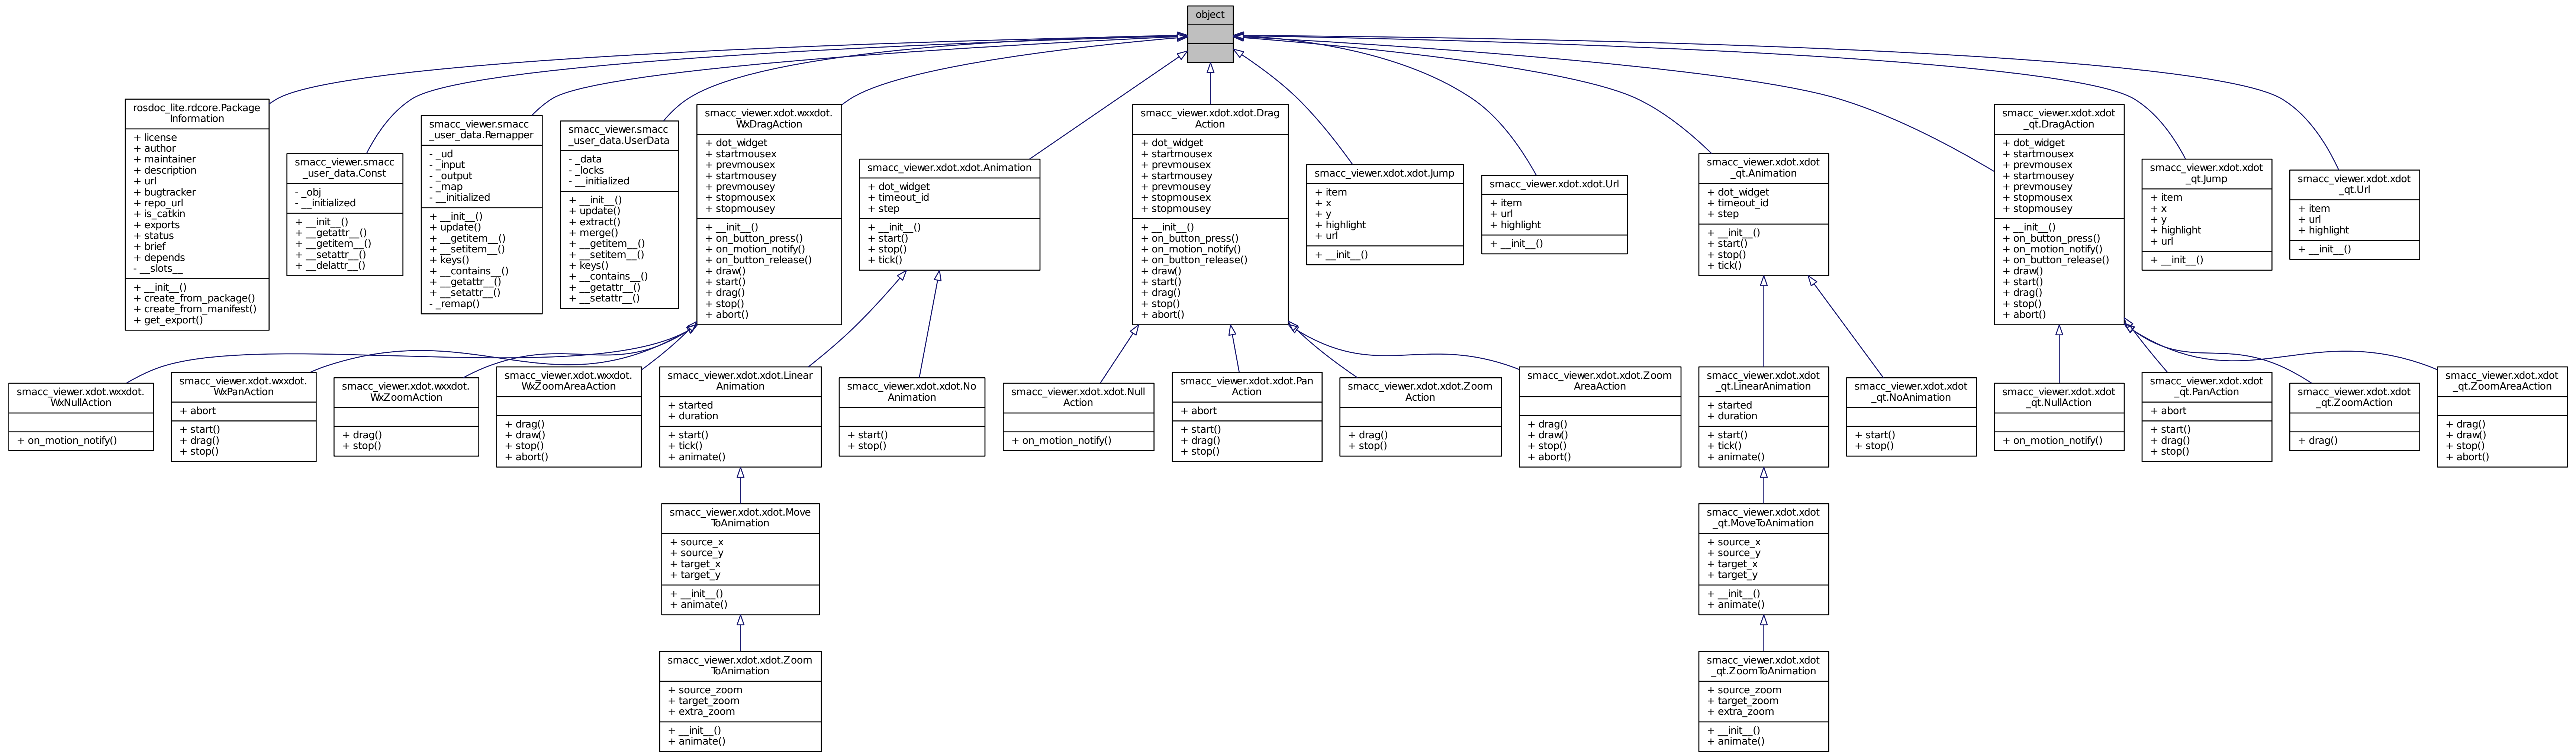 object
rosdoc_lite.rdcore.Package
Information
+ license
+ author
+ maintainer
+ description
+ url
+ bugtracker
+ repo_url
+ is_catkin
+ exports
+ status
+ brief
+ depends
- __slots__
+ __init__()
+ create_from_package()
+ create_from_manifest()
+ get_export()
smacc_viewer.smacc
_user_data.Const
- _obj
- __initialized
+ __init__()
+ __getattr__()
+ __getitem__()
+ __setattr__()
+ __delattr__()
smacc_viewer.smacc
_user_data.Remapper
- _ud
- _input
- _output
- _map
- __initialized
+ __init__()
+ update()
+ __getitem__()
+ __setitem__()
+ keys()
+ __contains__()
+ __getattr__()
+ __setattr__()
- _remap()
smacc_viewer.smacc
_user_data.UserData
- _data
- _locks
- __initialized
+ __init__()
+ update()
+ extract()
+ merge()
+ __getitem__()
+ __setitem__()
+ keys()
+ __contains__()
+ __getattr__()
+ __setattr__()
smacc_viewer.xdot.wxxdot.
WxDragAction
+ dot_widget
+ startmousex
+ prevmousex
+ startmousey
+ prevmousey
+ stopmousex
+ stopmousey
+ __init__()
+ on_button_press()
+ on_motion_notify()
+ on_button_release()
+ draw()
+ start()
+ drag()
+ stop()
+ abort()
smacc_viewer.xdot.xdot.Animation
+ dot_widget
+ timeout_id
+ step
+ __init__()
+ start()
+ stop()
+ tick()
smacc_viewer.xdot.xdot.Drag
Action
+ dot_widget
+ startmousex
+ prevmousex
+ startmousey
+ prevmousey
+ stopmousex
+ stopmousey
+ __init__()
+ on_button_press()
+ on_motion_notify()
+ on_button_release()
+ draw()
+ start()
+ drag()
+ stop()
+ abort()
smacc_viewer.xdot.xdot.Jump
+ item
+ x
+ y
+ highlight
+ url
+ __init__()
smacc_viewer.xdot.xdot.Url
+ item
+ url
+ highlight
+ __init__()
smacc_viewer.xdot.xdot
_qt.Animation
+ dot_widget
+ timeout_id
+ step
+ __init__()
+ start()
+ stop()
+ tick()
smacc_viewer.xdot.xdot
_qt.DragAction
+ dot_widget
+ startmousex
+ prevmousex
+ startmousey
+ prevmousey
+ stopmousex
+ stopmousey
+ __init__()
+ on_button_press()
+ on_motion_notify()
+ on_button_release()
+ draw()
+ start()
+ drag()
+ stop()
+ abort()
smacc_viewer.xdot.xdot
_qt.Jump
+ item
+ x
+ y
+ highlight
+ url
+ __init__()
smacc_viewer.xdot.xdot
_qt.Url
+ item
+ url
+ highlight
+ __init__()
smacc_viewer.xdot.wxxdot.
WxNullAction
+ on_motion_notify()
smacc_viewer.xdot.wxxdot.
WxPanAction
+ abort
+ start()
+ drag()
+ stop()
smacc_viewer.xdot.wxxdot.
WxZoomAction
+ drag()
+ stop()
smacc_viewer.xdot.wxxdot.
WxZoomAreaAction
+ drag()
+ draw()
+ stop()
+ abort()
smacc_viewer.xdot.xdot.Linear
Animation
+ started
+ duration
+ start()
+ tick()
+ animate()
smacc_viewer.xdot.xdot.No
Animation
+ start()
+ stop()
smacc_viewer.xdot.xdot.Null
Action
+ on_motion_notify()
smacc_viewer.xdot.xdot.Pan
Action
+ abort
+ start()
+ drag()
+ stop()
smacc_viewer.xdot.xdot.Zoom
Action
+ drag()
+ stop()
smacc_viewer.xdot.xdot.Zoom
AreaAction
+ drag()
+ draw()
+ stop()
+ abort()
smacc_viewer.xdot.xdot
_qt.LinearAnimation
+ started
+ duration
+ start()
+ tick()
+ animate()
smacc_viewer.xdot.xdot
_qt.NoAnimation
+ start()
+ stop()
smacc_viewer.xdot.xdot
_qt.NullAction
+ on_motion_notify()
smacc_viewer.xdot.xdot
_qt.PanAction
+ abort
+ start()
+ drag()
+ stop()
smacc_viewer.xdot.xdot
_qt.ZoomAction
+ drag()
smacc_viewer.xdot.xdot
_qt.ZoomAreaAction
+ drag()
+ draw()
+ stop()
+ abort()
smacc_viewer.xdot.xdot.Move
ToAnimation
+ source_x
+ source_y
+ target_x
+ target_y
+ __init__()
+ animate()
smacc_viewer.xdot.xdot
_qt.MoveToAnimation
+ source_x
+ source_y
+ target_x
+ target_y
+ __init__()
+ animate()
smacc_viewer.xdot.xdot.Zoom
ToAnimation
+ source_zoom
+ target_zoom
+ extra_zoom
+ __init__()
+ animate()
smacc_viewer.xdot.xdot
_qt.ZoomToAnimation
+ source_zoom
+ target_zoom
+ extra_zoom
+ __init__()
+ animate()